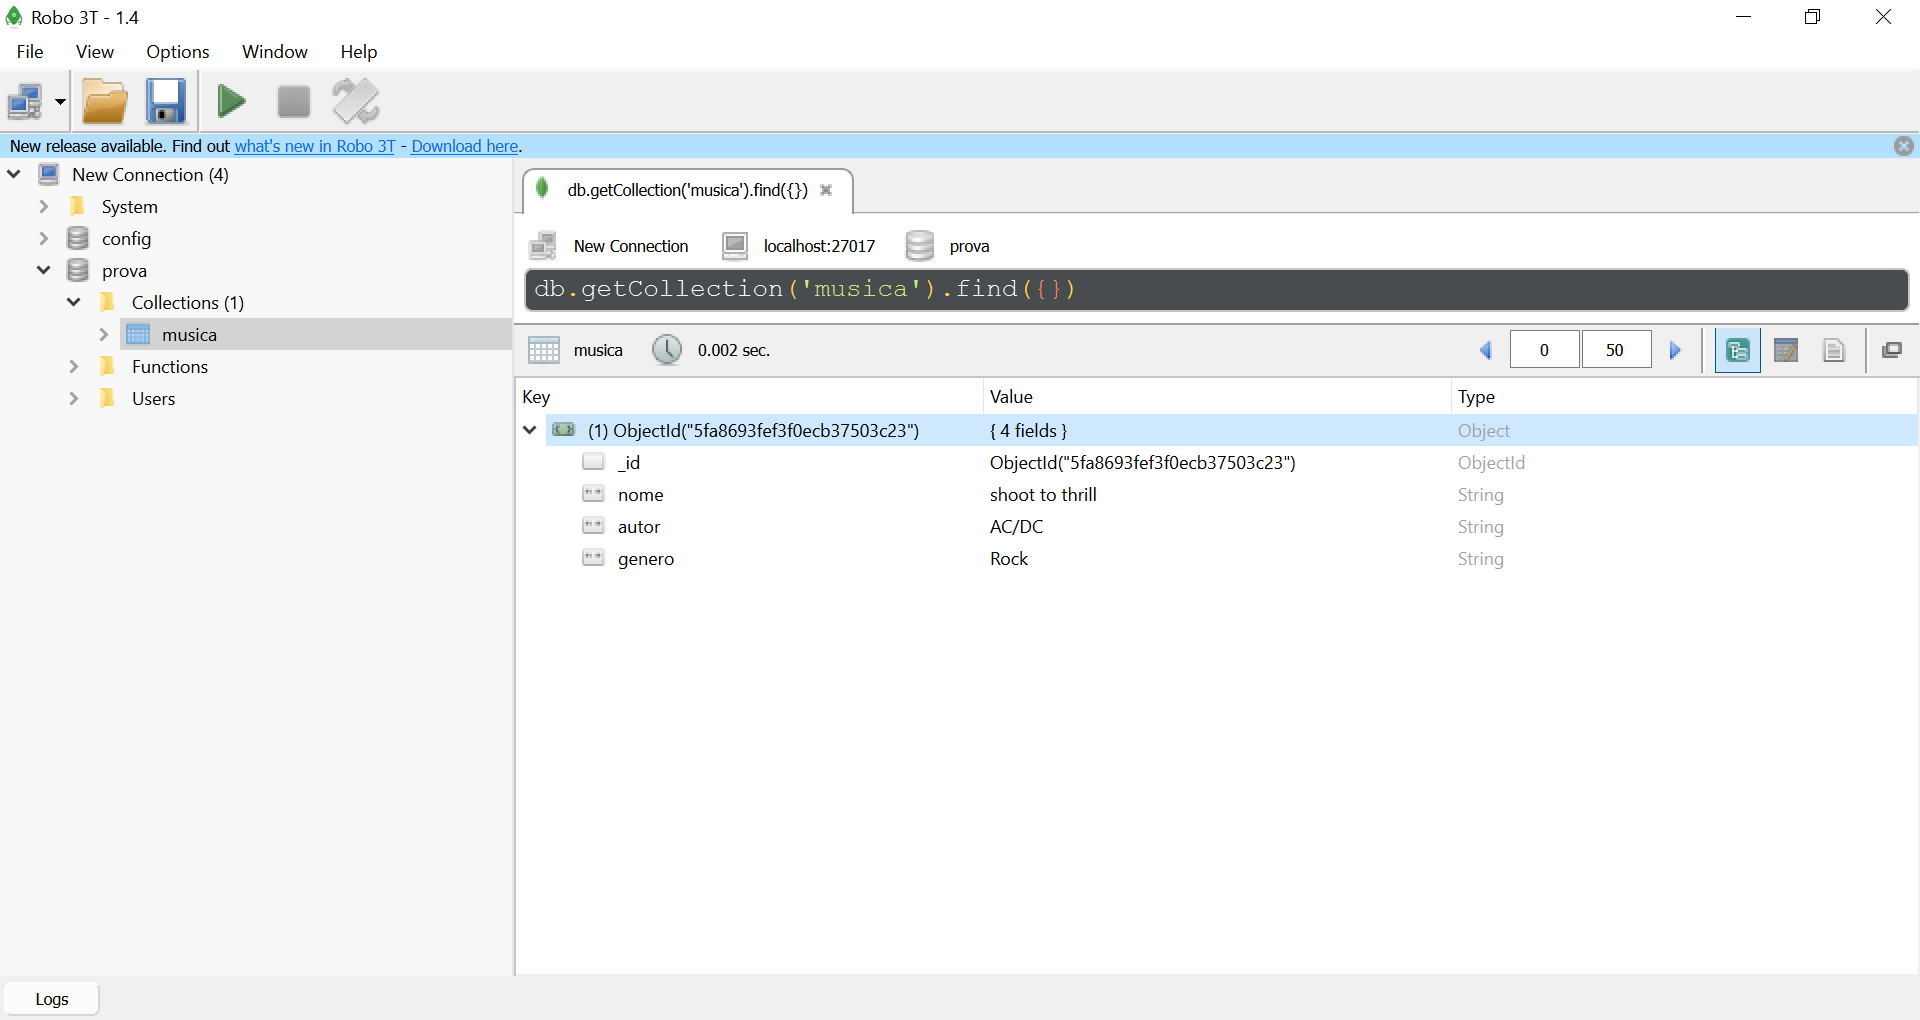 Robo 3T - 1.4
File View Options Window Help
New release available. Find out what's new in Robo 3T - Download here.
New Connection (4)
System
config
prova
Collections (1)
musica
Functions
Users
db.getCollection('musica').find({})
New Connection localhost:27017 prova
db.getCollection('musica').find({})
musica 0.002 sec. 0 50
Key Value Type
(1) ObjectId("5fa8693fef3f0ecb37503c23") { 4 fields } Object
_id ObjectId("5fa8693fef3f0ecb37503c23") ObjectId
nome shoot to thrill String
autor AC/DC String
genero Rock String
Logs